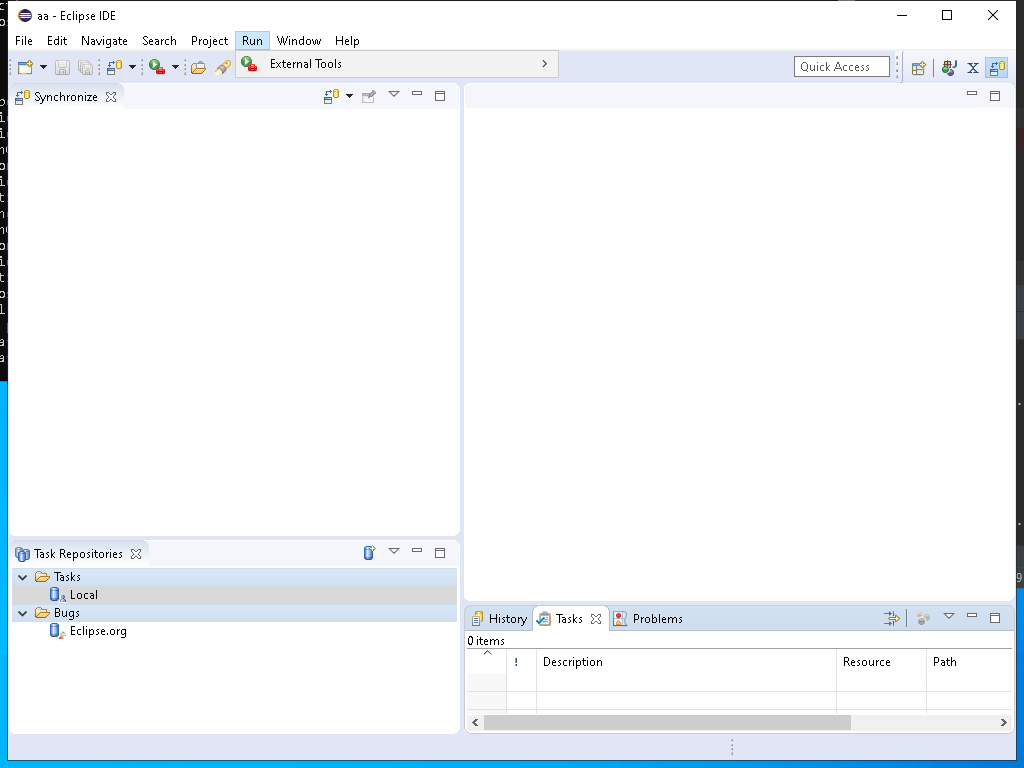 aa - Eclipse IDE
File Edit Navigate Search Project Run Window Help
External Tools
Quick Access
Synchronize
Task Repositories
Tasks
Local
Bugs
Eclipse.org
History Tasks Problems
0 items
! Description Resource Path